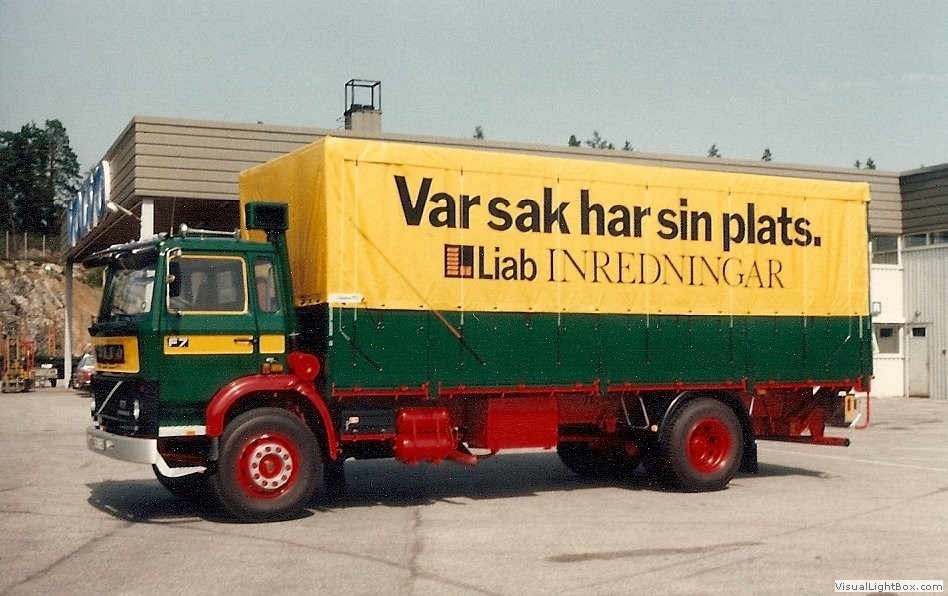 Var sak har sin plats.
Liab INREDNINGAR
F7
VisualLightBox.com